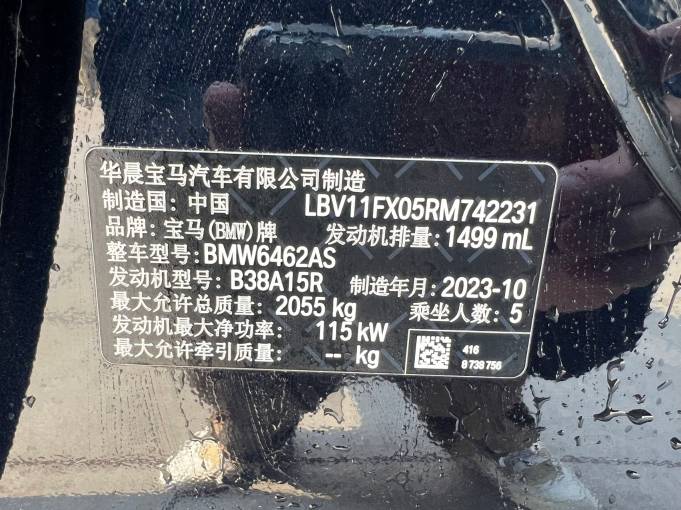 华晨宝马汽车有限公司制造
制造国: 中国 LBV11FX05RM742231
品牌: 宝马(BMW)牌 发动机排量: 1499 mL
整车型号: BMW6462AS
发动机型号: B38A15R 制造年月: 2023-10
最大允许总质量: 2055 kg 乘坐人数: 5
发动机最大净功率: 115 kW
最大允许牵引质量: -- kg
416
8 739 756